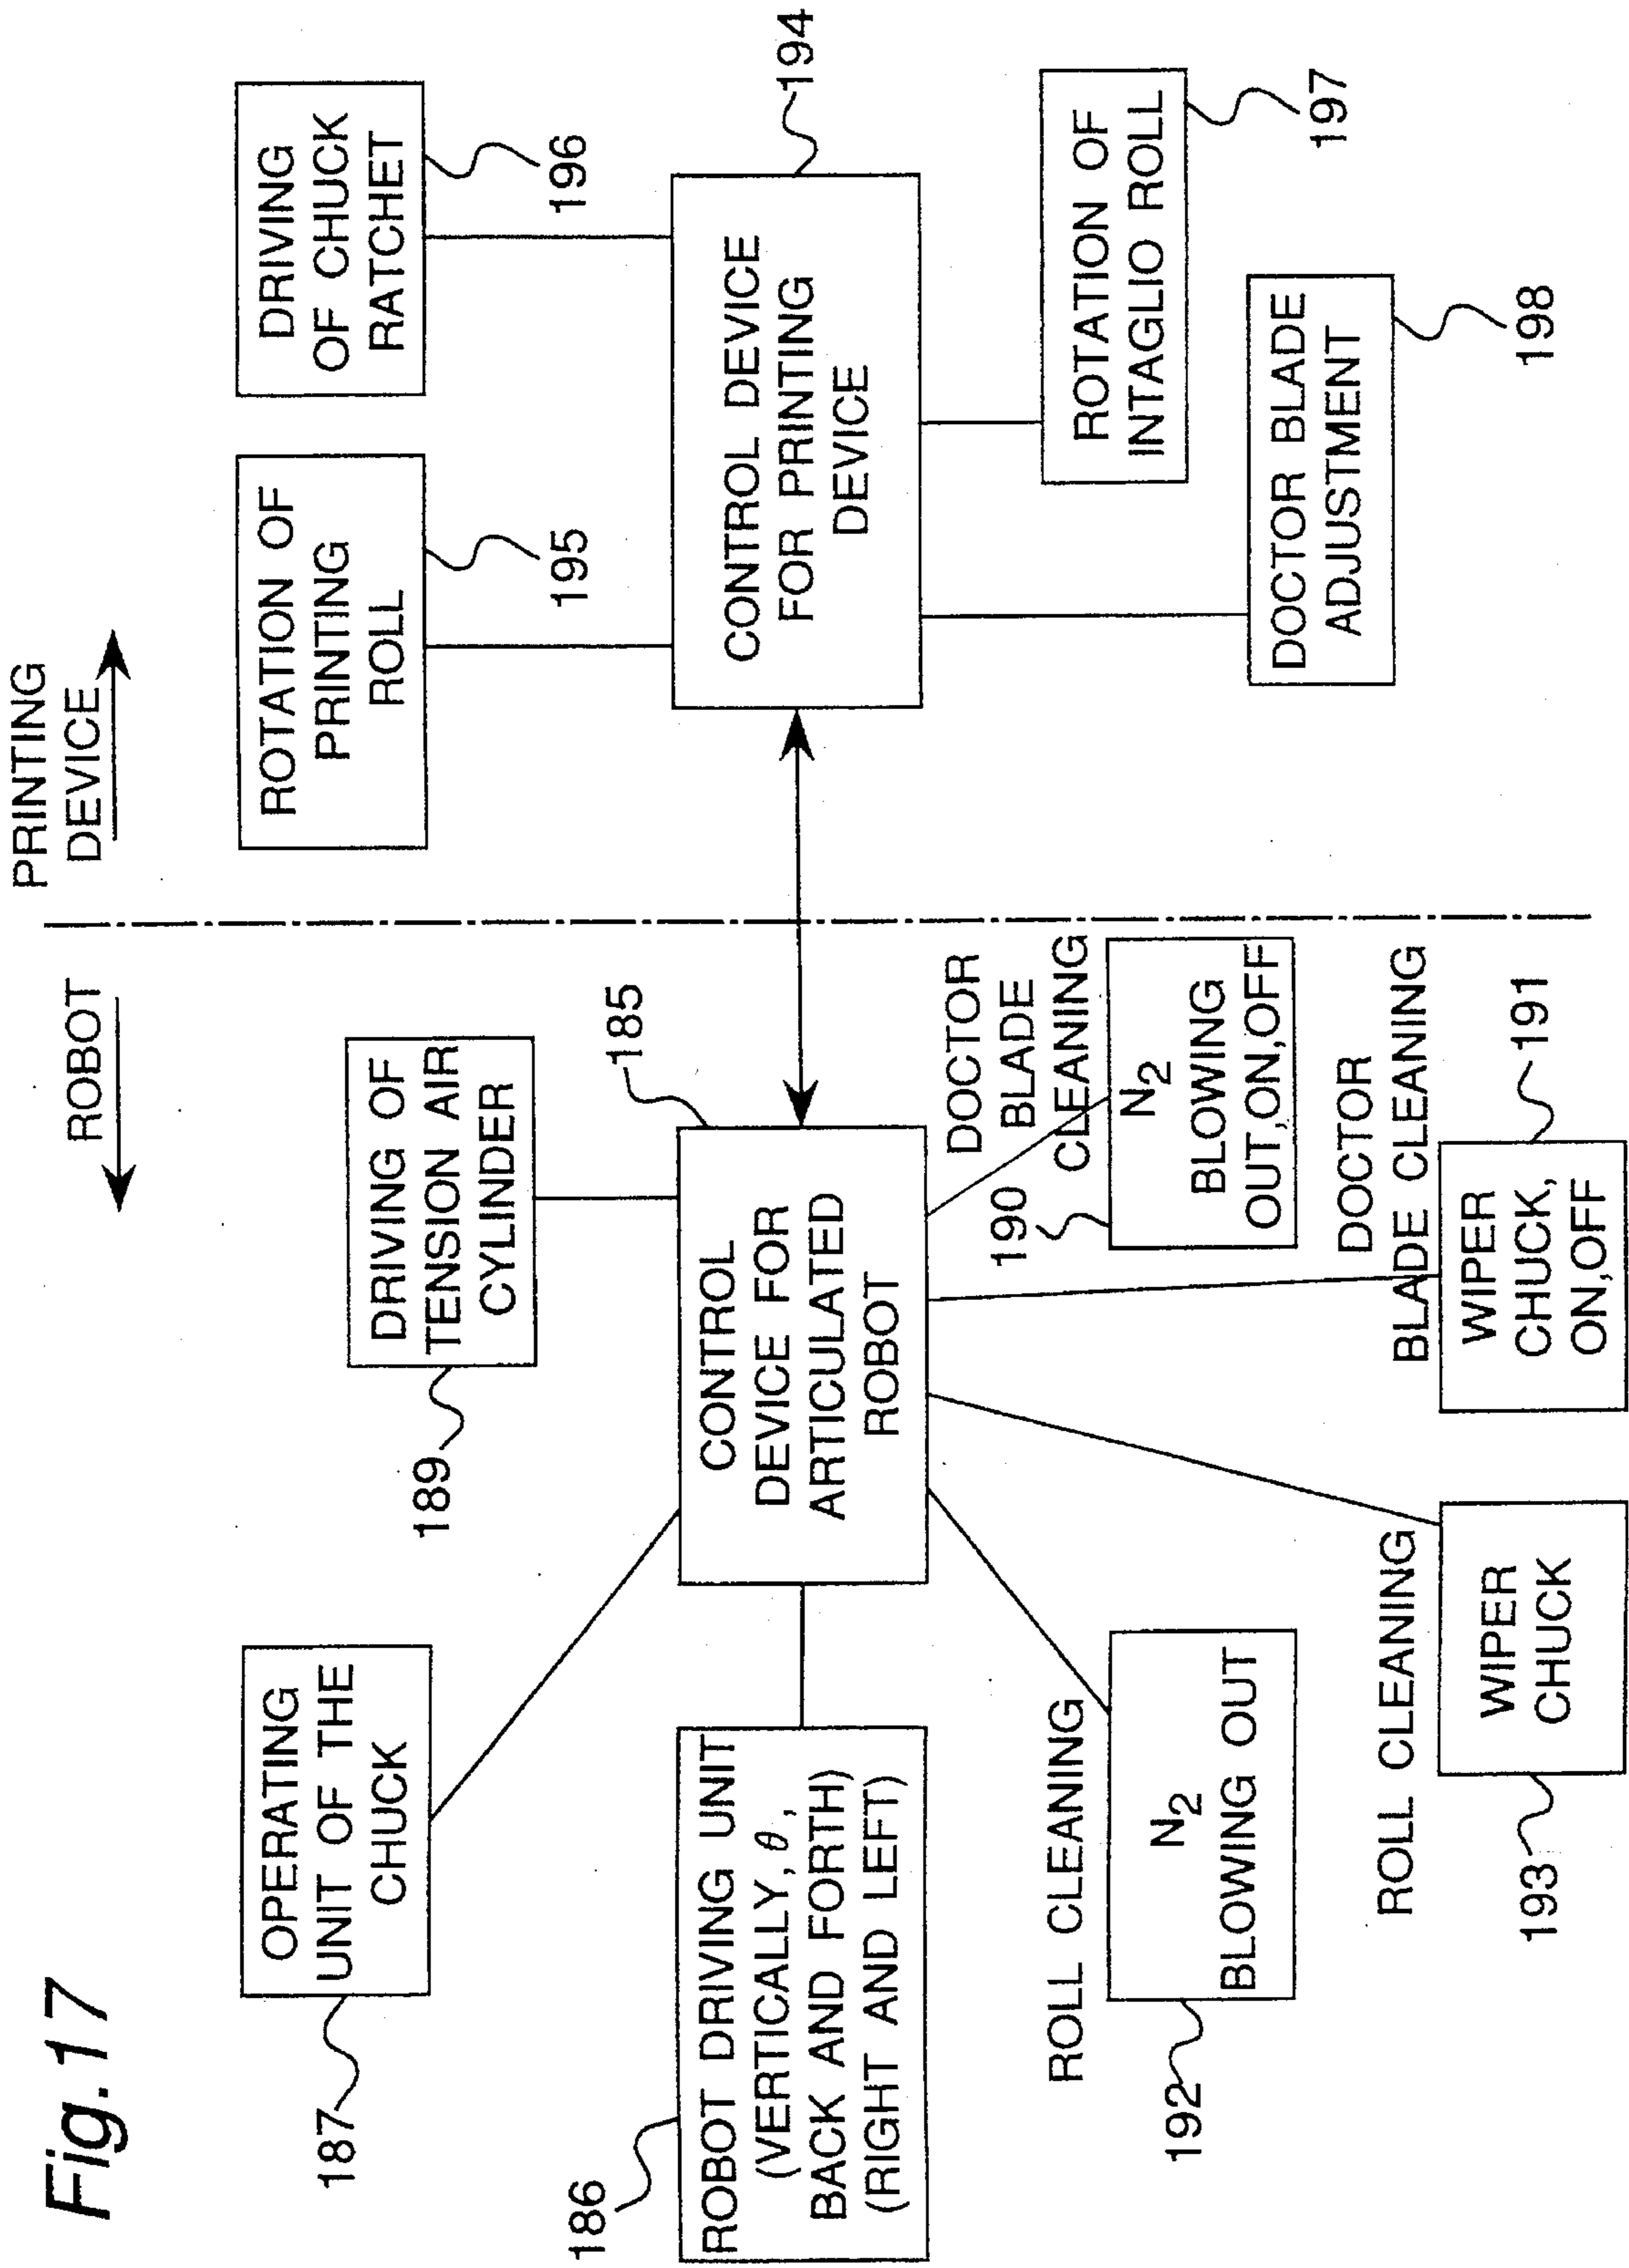 Fig.17
ROBOT
PRINTING
DEVICE
OPERATING
UNIT OF THE
CHUCK
187
DRIVING OF
TENSION AIR
CYLINDER
189
ROTATION OF
PRINTING
ROLL
195
DRIVING
OF CHUCK
RATCHET
196
ROBOT DRIVING UNIT
(VERTICALLY, θ ,
BACK AND FORTH)
(RIGHT AND LEFT)
186
CONTROL
DEVICE FOR
ARTICULATED
ROBOT
185
CONTROL DEVICE
FOR PRINTING
DEVICE
194
ROLL CLEANING
N2
BLOWING OUT
192
DOCTOR
BLADE
CLEANING
190
N2
BLOWING
OUT,ON,OFF
ROTATION OF
INTAGLIO ROLL
197
ROLL CLEANING
WIPER
CHUCK
193
DOCTOR
BLADE CLEANING
WIPER
CHUCK,
ON,OFF
191
DOCTOR BLADE
ADJUSTMENT
198